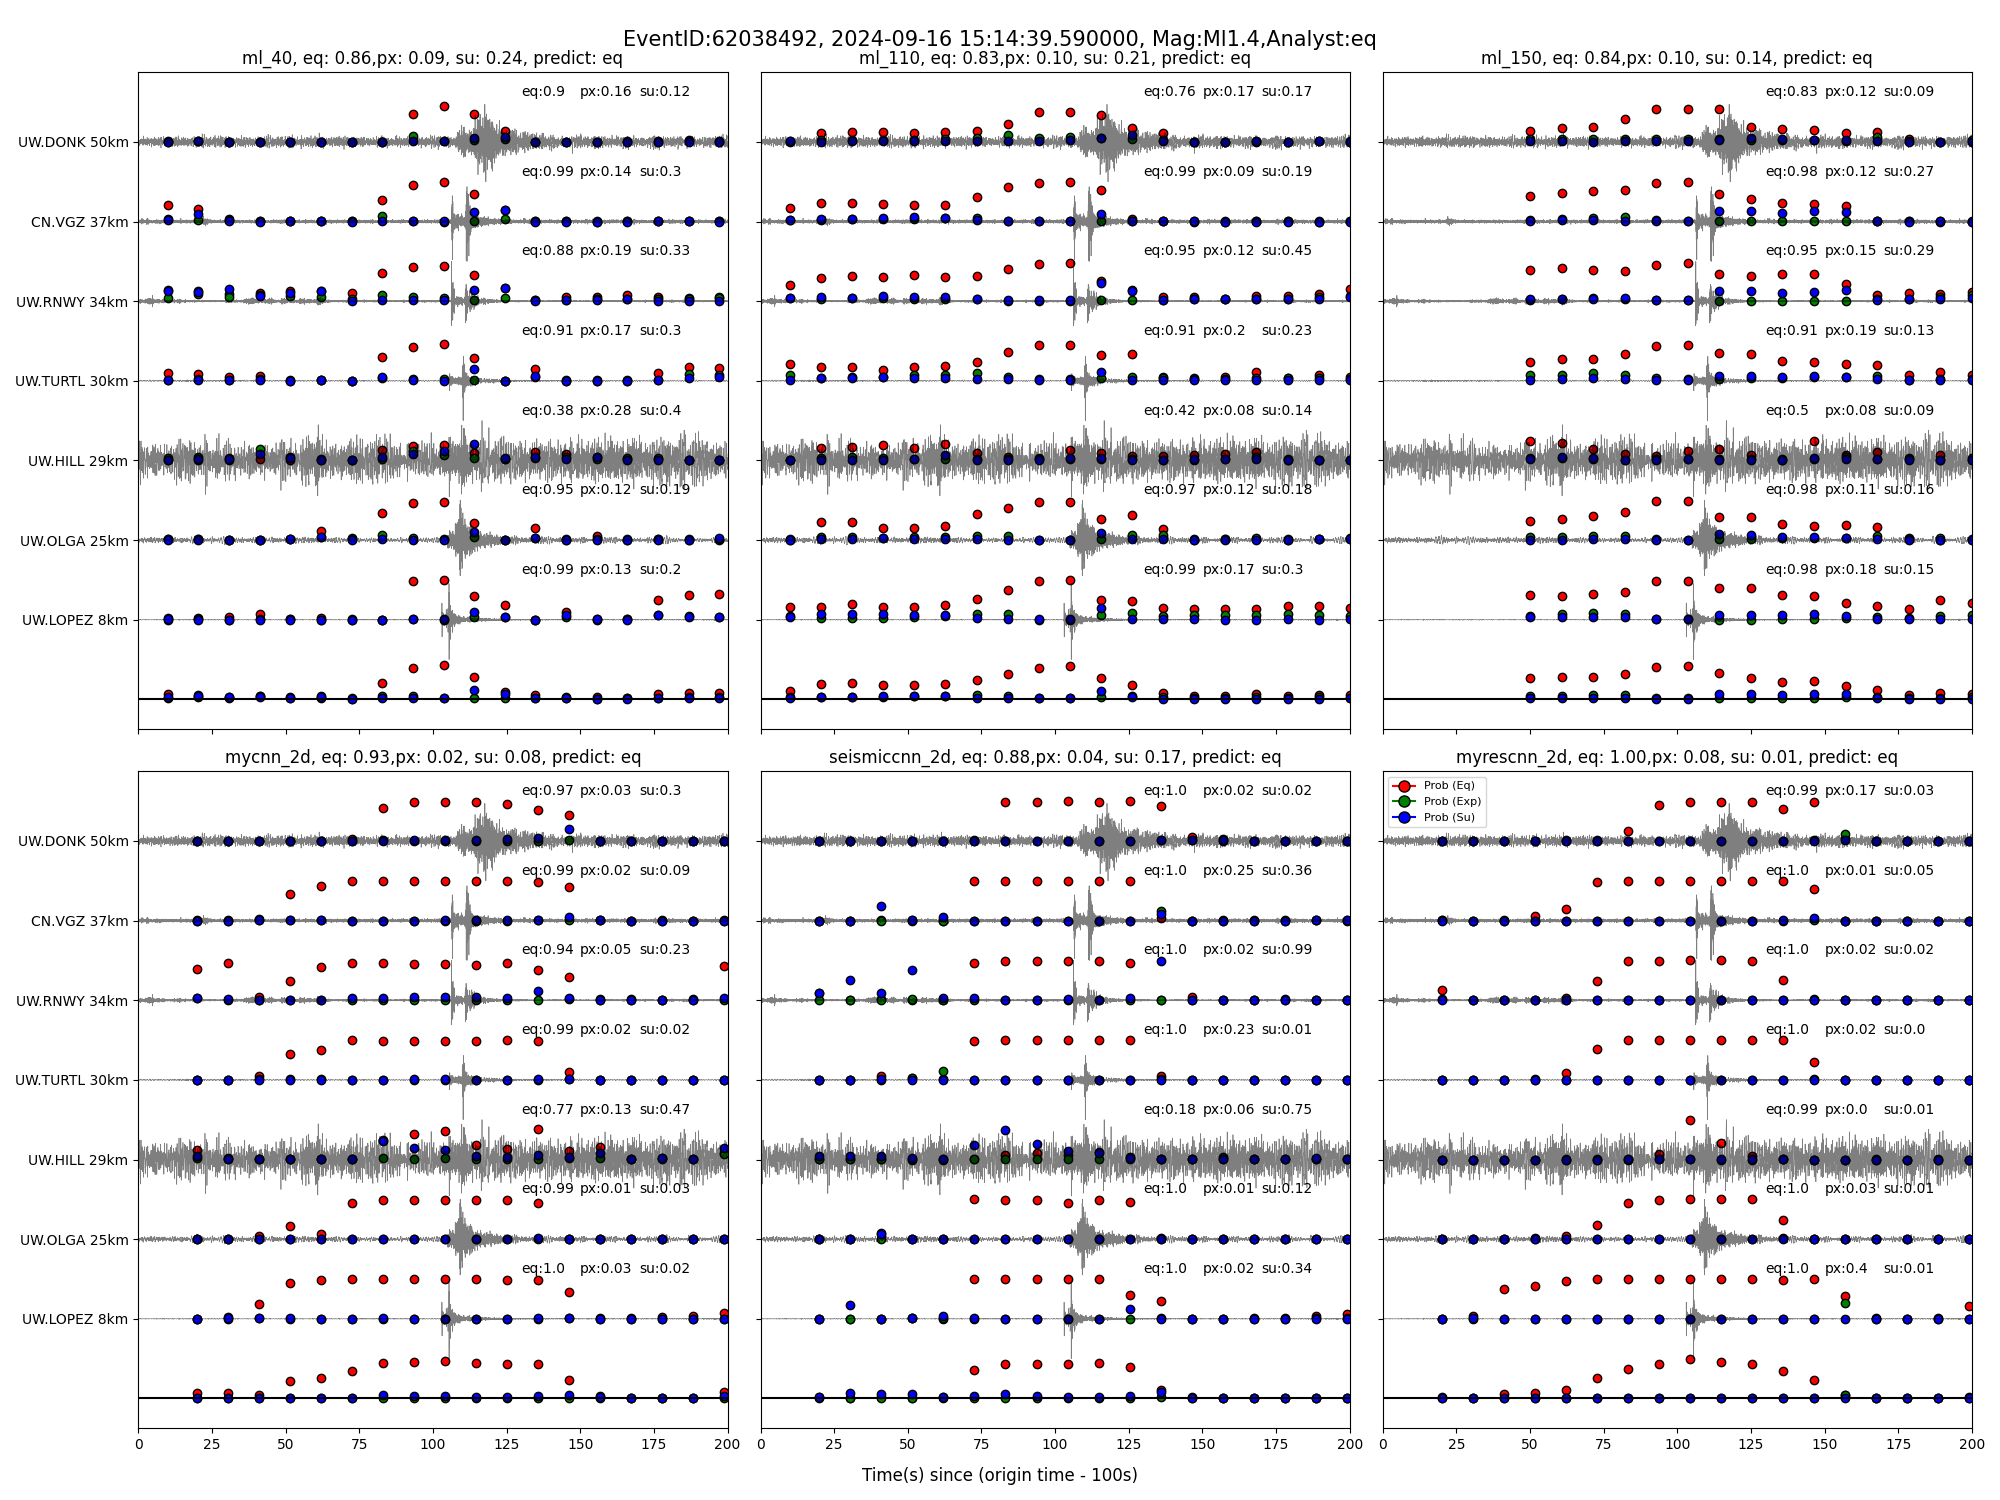 EventID:62038492, 2024-09-16 15:14:39.590000, Mag:Ml1.4,Analyst:eq
ml_40, eq: 0.86,px: 0.09, su: 0.24, predict: eq
UW.DONK 50km
eq:0.9 px:0.16 su:0.12
CN.VGZ 37km
eq:0.99 px:0.14 su:0.3
UW.RNWY 34km
eq:0.88 px:0.19 su:0.33
UW.TURTL 30km
eq:0.91 px:0.17 su:0.3
UW.HILL 29km
eq:0.38 px:0.28 su:0.4
UW.OLGA 25km
eq:0.95 px:0.12 su:0.19
UW.LOPEZ 8km
eq:0.99 px:0.13 su:0.2
ml_110, eq: 0.83,px: 0.10, su: 0.21, predict: eq
eq:0.76 px:0.17 su:0.17
eq:0.99 px:0.09 su:0.19
eq:0.95 px:0.12 su:0.45
eq:0.91 px:0.2 su:0.23
eq:0.42 px:0.08 su:0.14
eq:0.97 px:0.12 su:0.18
eq:0.99 px:0.17 su:0.3
ml_150, eq: 0.84,px: 0.10, su: 0.14, predict: eq
eq:0.83 px:0.12 su:0.09
eq:0.98 px:0.12 su:0.27
eq:0.95 px:0.15 su:0.29
eq:0.91 px:0.19 su:0.13
eq:0.5 px:0.08 su:0.09
eq:0.98 px:0.11 su:0.16
eq:0.98 px:0.18 su:0.15
mycnn_2d, eq: 0.93,px: 0.02, su: 0.08, predict: eq
UW.DONK 50km
eq:0.97 px:0.03 su:0.3
CN.VGZ 37km
eq:0.99 px:0.02 su:0.09
UW.RNWY 34km
eq:0.94 px:0.05 su:0.23
UW.TURTL 30km
eq:0.99 px:0.02 su:0.02
UW.HILL 29km
eq:0.77 px:0.13 su:0.47
UW.OLGA 25km
eq:0.99 px:0.01 su:0.03
UW.LOPEZ 8km
eq:1.0 px:0.03 su:0.02
0 25 50 75 100 125 150 175 200
seismiccnn_2d, eq: 0.88,px: 0.04, su: 0.17, predict: eq
eq:1.0 px:0.02 su:0.02
eq:1.0 px:0.25 su:0.36
eq:1.0 px:0.02 su:0.99
eq:1.0 px:0.23 su:0.01
eq:0.18 px:0.06 su:0.75
eq:1.0 px:0.01 su:0.12
eq:1.0 px:0.02 su:0.34
0 25 50 75 100 125 150 175 200
myrescnn_2d, eq: 1.00,px: 0.08, su: 0.01, predict: eq
Prob (Eq)
Prob (Exp)
Prob (Su)
eq:0.99 px:0.17 su:0.03
eq:1.0 px:0.01 su:0.05
eq:1.0 px:0.02 su:0.02
eq:1.0 px:0.02 su:0.0
eq:0.99 px:0.0 su:0.01
eq:1.0 px:0.03 su:0.01
eq:1.0 px:0.4 su:0.01
0 25 50 75 100 125 150 175 200
Time(s) since (origin time - 100s)